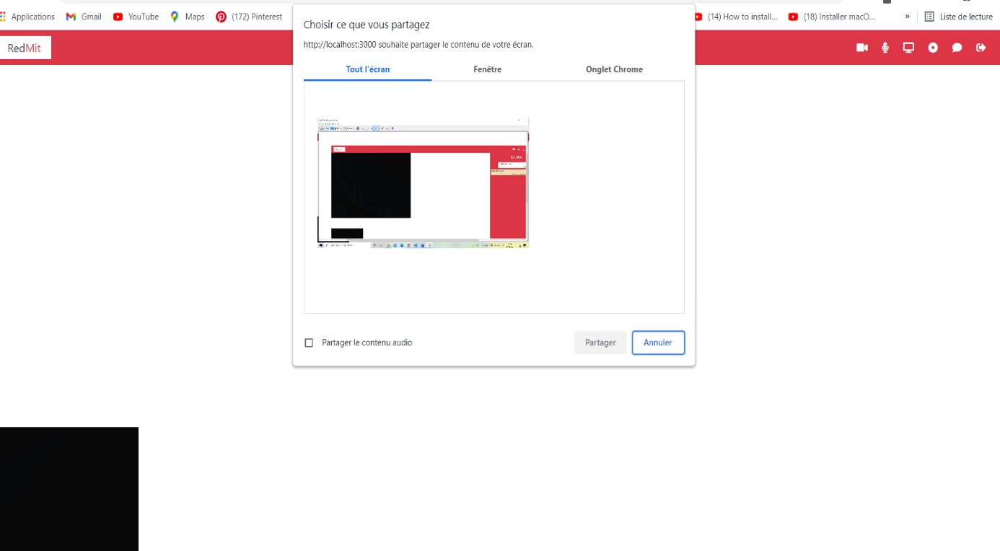 Applications Gmail YouTube Maps (172) Pinterest (14) How to install... (18) Installer macO... » Liste de lecture
RedMit
Choisir ce que vous partagez
http://localhost:3000 souhaite partager le contenu de votre écran.
Tout l'écran Fenêtre Onglet Chrome
Partager le contenu audio Partager Annuler